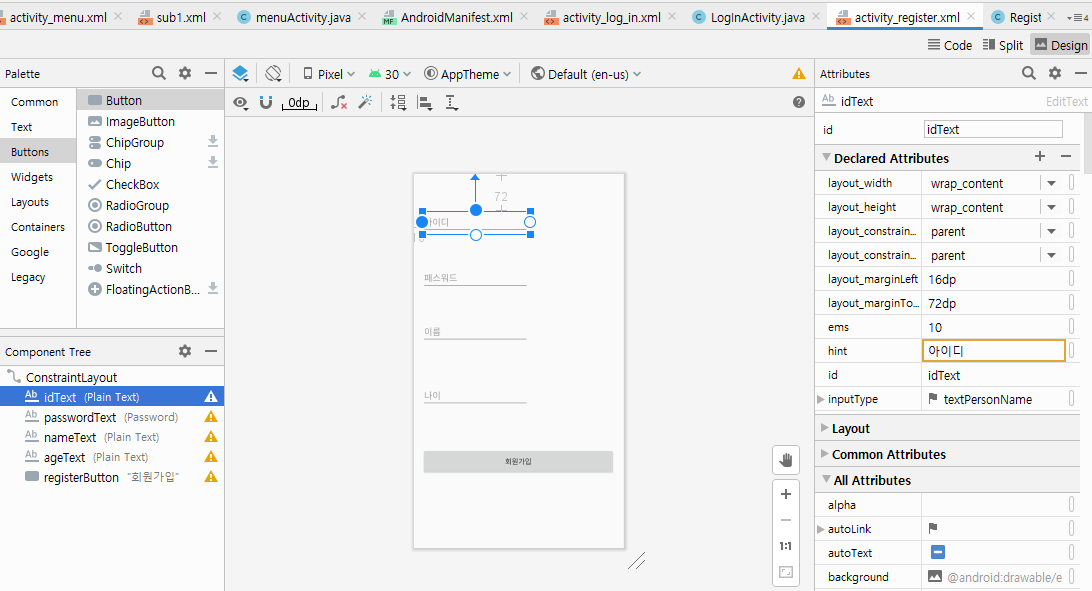 activity_menu.xml sub1.xml menuActivity.java AndroidManifest.xml activity_log_in.xml LogInActivity.java activity_register.xml Regist 4
Code Split Design
Palette
Common
Text
Buttons
Widgets
Layouts
Containers
Google
Legacy
Button
ImageButton
ChipGroup
Chip
CheckBox
RadioGroup
RadioButton
ToggleButton
Switch
FloatingActionB...
Component Tree
ConstraintLayout
Ab idText (Plain Text)
Ab passwordText (Password)
Ab nameText (Plain Text)
Ab ageText (Plain Text)
registerButton "회원가입"
Pixel 30 AppTheme Default (en-us)
0dp
72
아이디
패스워드
이름
나이
회원가입
1:1
Attributes
Ab idText EditText
id idText
Declared Attributes
layout_width wrap_content
layout_height wrap_content
layout_constrain... parent
layout_constrain... parent
layout_marginLeft 16dp
layout_marginTo... 72dp
ems 10
hint 아이디
id idText
inputType textPersonName
Layout
Common Attributes
All Attributes
alpha
autoLink
autoText
background @android:drawable/e